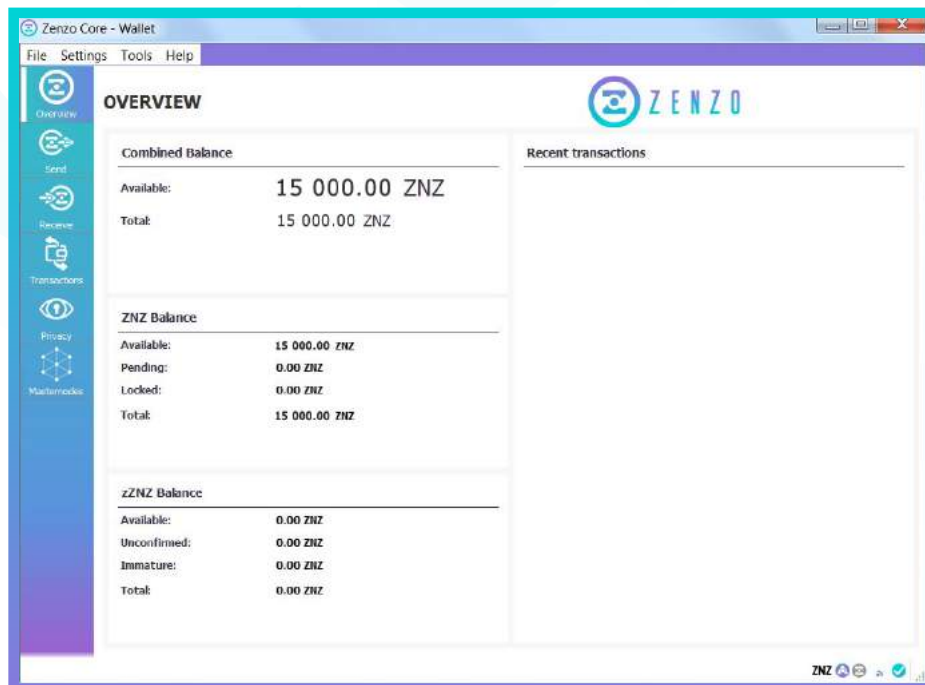 Zenzo Core - Wallet
File Settings Tools Help
Overview
Send
Receive
Transactions
Privacy
Masternodes
OVERVIEW
ZENZO
Combined Balance
Available: 15 000.00 ZNZ
Total: 15 000.00 ZNZ
ZNZ Balance
Available: 15 000.00 ZNZ
Pending: 0.00 ZNZ
Locked: 0.00 ZNZ
Total: 15 000.00 ZNZ
zZNZ Balance
Available: 0.00 ZNZ
Unconfirmed: 0.00 ZNZ
Immature: 0.00 ZNZ
Total: 0.00 ZNZ
Recent transactions
ZNZ